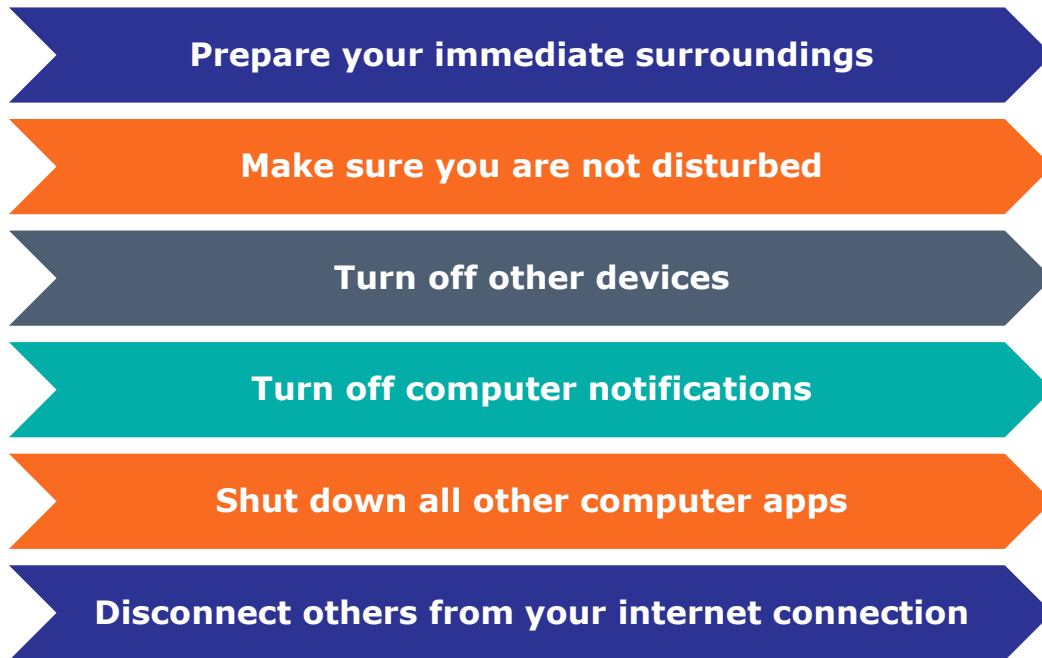 Prepare your immediate surroundings
Make sure you are not disturbed
Turn off other devices
Turn off computer notifications
Shut down all other computer apps
Disconnect others from your internet connection